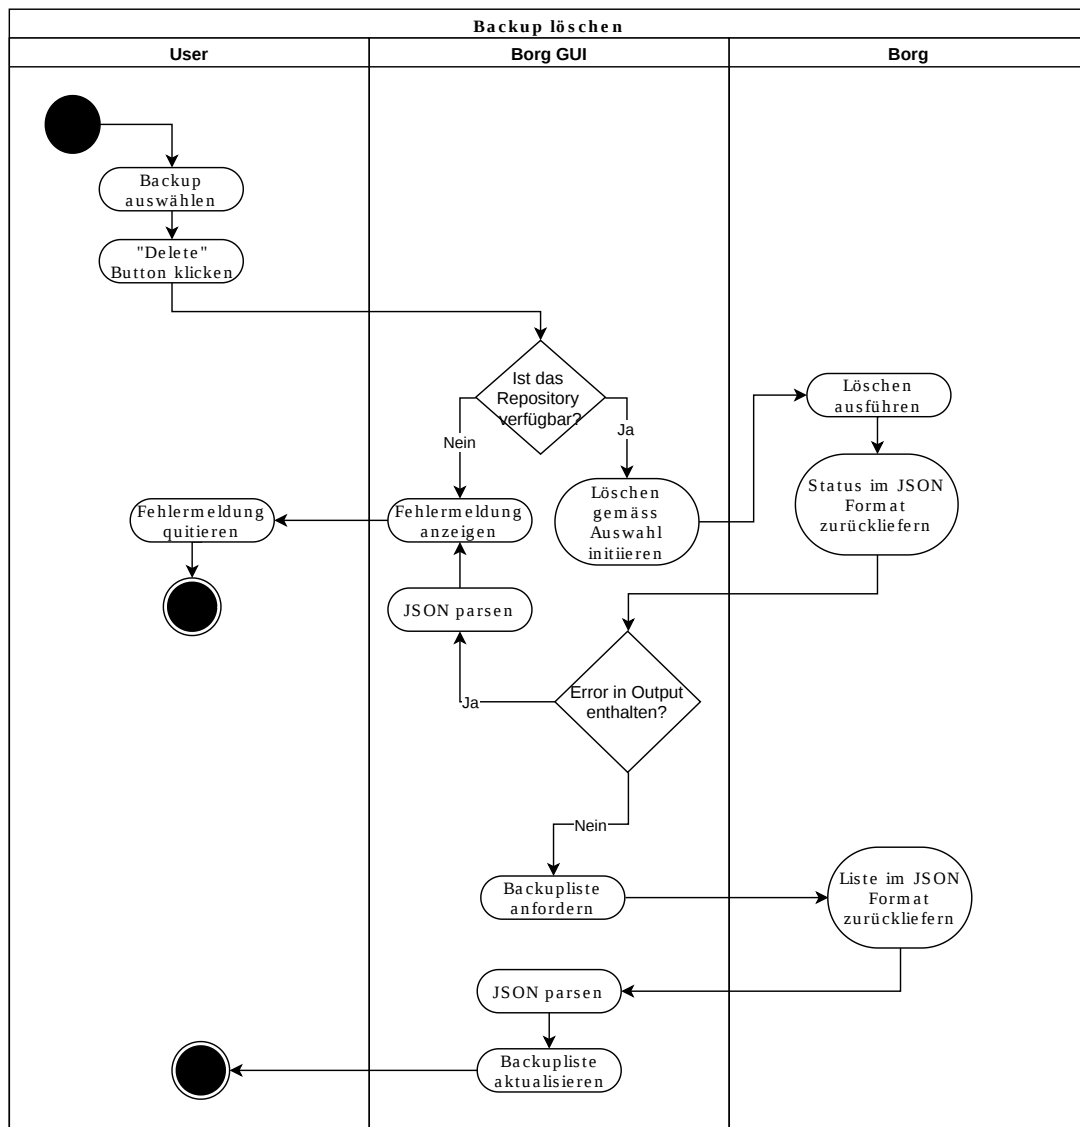 Backup löschen
User
Borg GUI
Borg
Backup
auswählen
"Delete"
Button klicken
Ist das
Repository
verfügbar?
Nein
Ja
Löschen
ausführen
Status im JSON
Format
zurückliefern
Löschen
gemäss
Auswahl
initiieren
Fehlermeldung
anzeigen
Fehlermeldung
quitieren
JSON parsen
Error in Output
enthalten?
Ja
Nein
Backupliste
anfordern
Liste im JSON
Format
zurückliefern
JSON parsen
Backupliste
aktualisieren